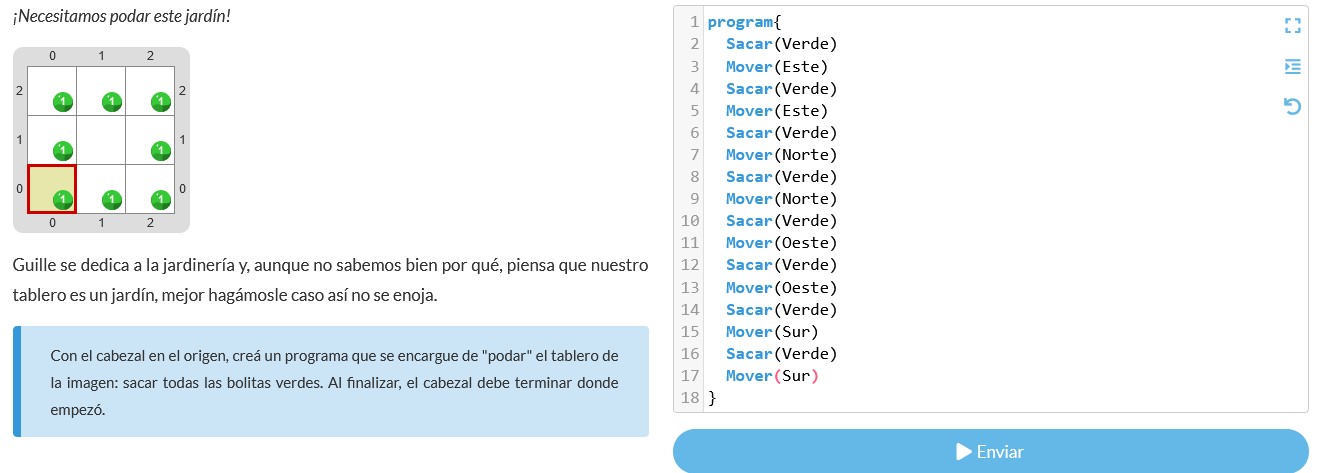 ¡Necesitamos podar este jardín!
0 1 2
2 1 1 1 2
1 1 1 1
0 1 1 1 0
0 1 2
Guille se dedica a la jardinería y, aunque no sabemos bien por qué, piensa que nuestro
tablero es un jardín, mejor hagámosle caso así no se enoja.
Con el cabezal en el origen, creá un programa que se encargue de "podar" el tablero de
la imagen: sacar todas las bolitas verdes. Al finalizar, el cabezal debe terminar donde
empezó.
1 program{
2 Sacar(Verde)
3 Mover(Este)
4 Sacar(Verde)
5 Mover(Este)
6 Sacar(Verde)
7 Mover(Norte)
8 Sacar(Verde)
9 Mover(Norte)
10 Sacar(Verde)
11 Mover(Oeste)
12 Sacar(Verde)
13 Mover(Oeste)
14 Sacar(Verde)
15 Mover(Sur)
16 Sacar(Verde)
17 Mover(Sur)
18 }
Enviar